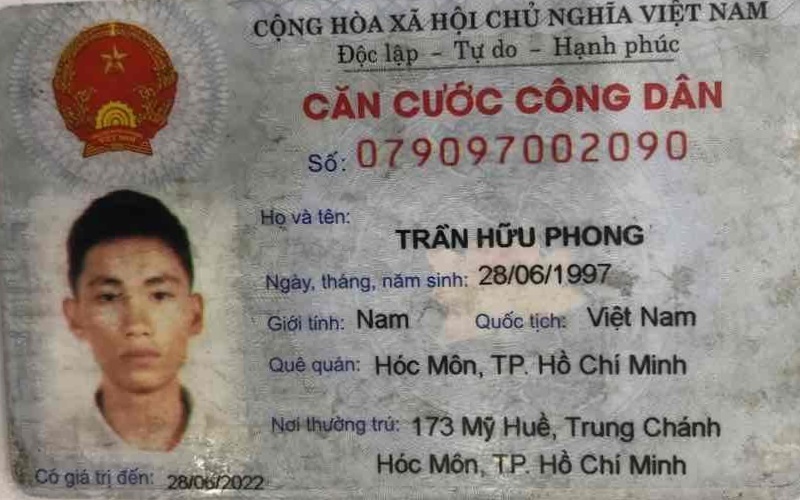 CỘNG HÒA XÃ HỘI CHỦ NGHĨA VIỆT NAM
Độc lập - Tự do - Hạnh phúc
CĂN CƯỚC CÔNG DÂN
Số: 079097002090
Họ và tên:
TRẦN HỮU PHONG
Ngày, tháng, năm sinh: 28/06/1997
Giới tính: Nam Quốc tịch: Việt Nam
Quê quán: Hóc Môn, TP. Hồ Chí Minh
Nơi thường trú: 173 Mỹ Huề, Trung Chánh
Hóc Môn, TP. Hồ Chí Minh
Có giá trị đến: 28/06/2022